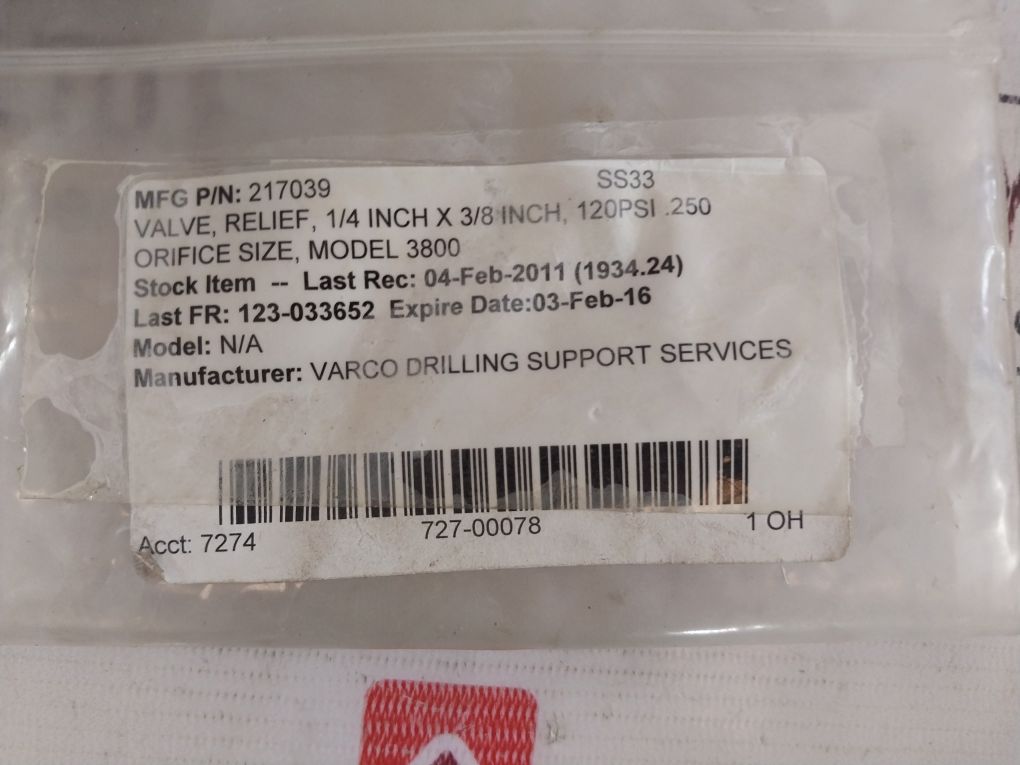 MFG P/N: 217039 SS33
VALVE, RELIEF, 1/4 INCH X 3/8 INCH, 120PSI .250
ORIFICE SIZE, MODEL 3800
Stock Item -- Last Rec: 04-Feb-2011 (1934.24)
Last FR: 123-033652 Expire Date:03-Feb-16
Model: N/A
Manufacturer: VARCO DRILLING SUPPORT SERVICES
Acct: 7274 727-00078 1 OH